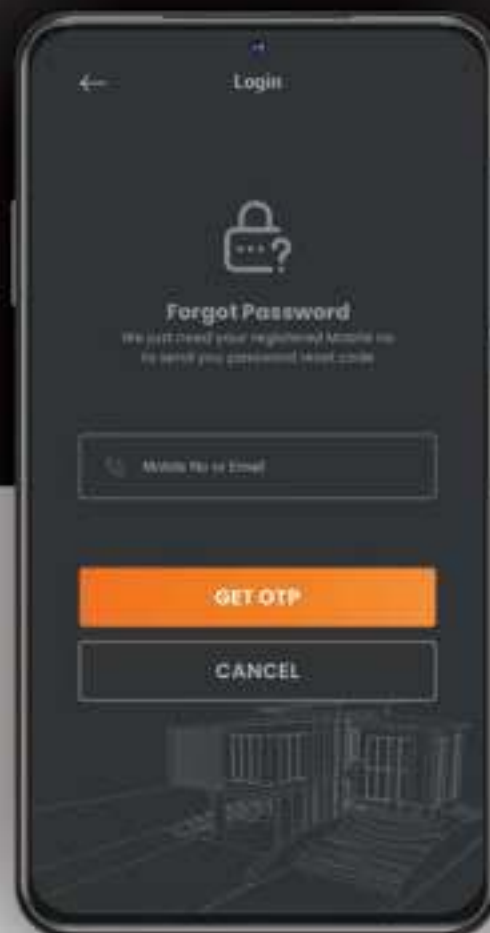 Login
Forgot Password
We just need your registered Mobile no
to send you password reset code
Mobile No or Email
GET OTP
CANCEL